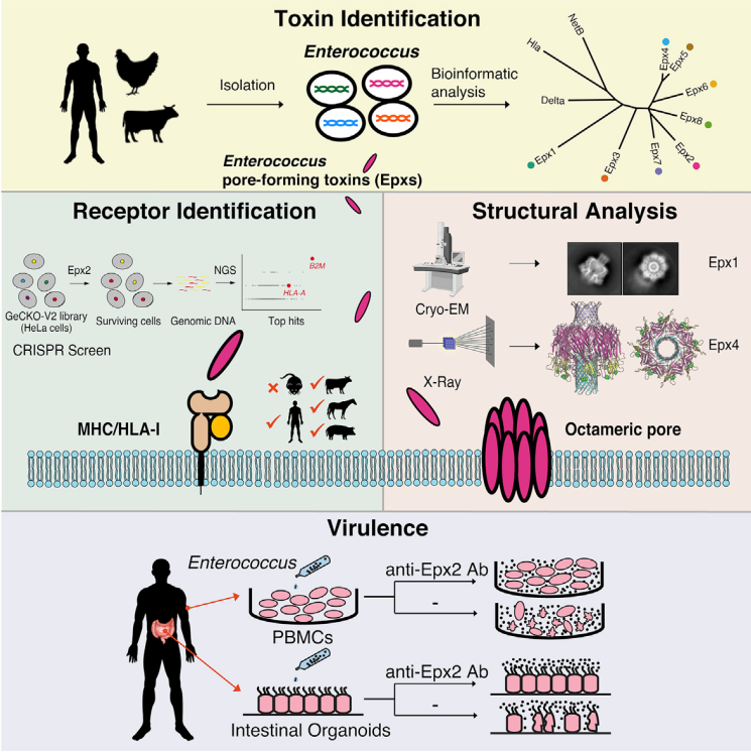 Toxin Identification
Isolation
Enterococcus
Bioinformatic
analysis
Enterococcus
pore-forming toxins (Epxs)
NetB
Hla
Delta
Epx1
Epx3
Epx7
Epx2
Epx8
Epx6
Epx5
Epx4
Receptor Identification
Epx2
NGS
B2M
HLA-A
GeCKO-V2 library
(HeLa cells)
Surviving cells
Genomic DNA
Top hits
CRISPR Screen
MHC/HLA-I
Structural Analysis
Cryo-EM
Epx1
X-Ray
Epx4
Octameric pore
Virulence
Enterococcus
PBMCs
anti-Epx2 Ab
-
Intestinal Organoids
anti-Epx2 Ab
-